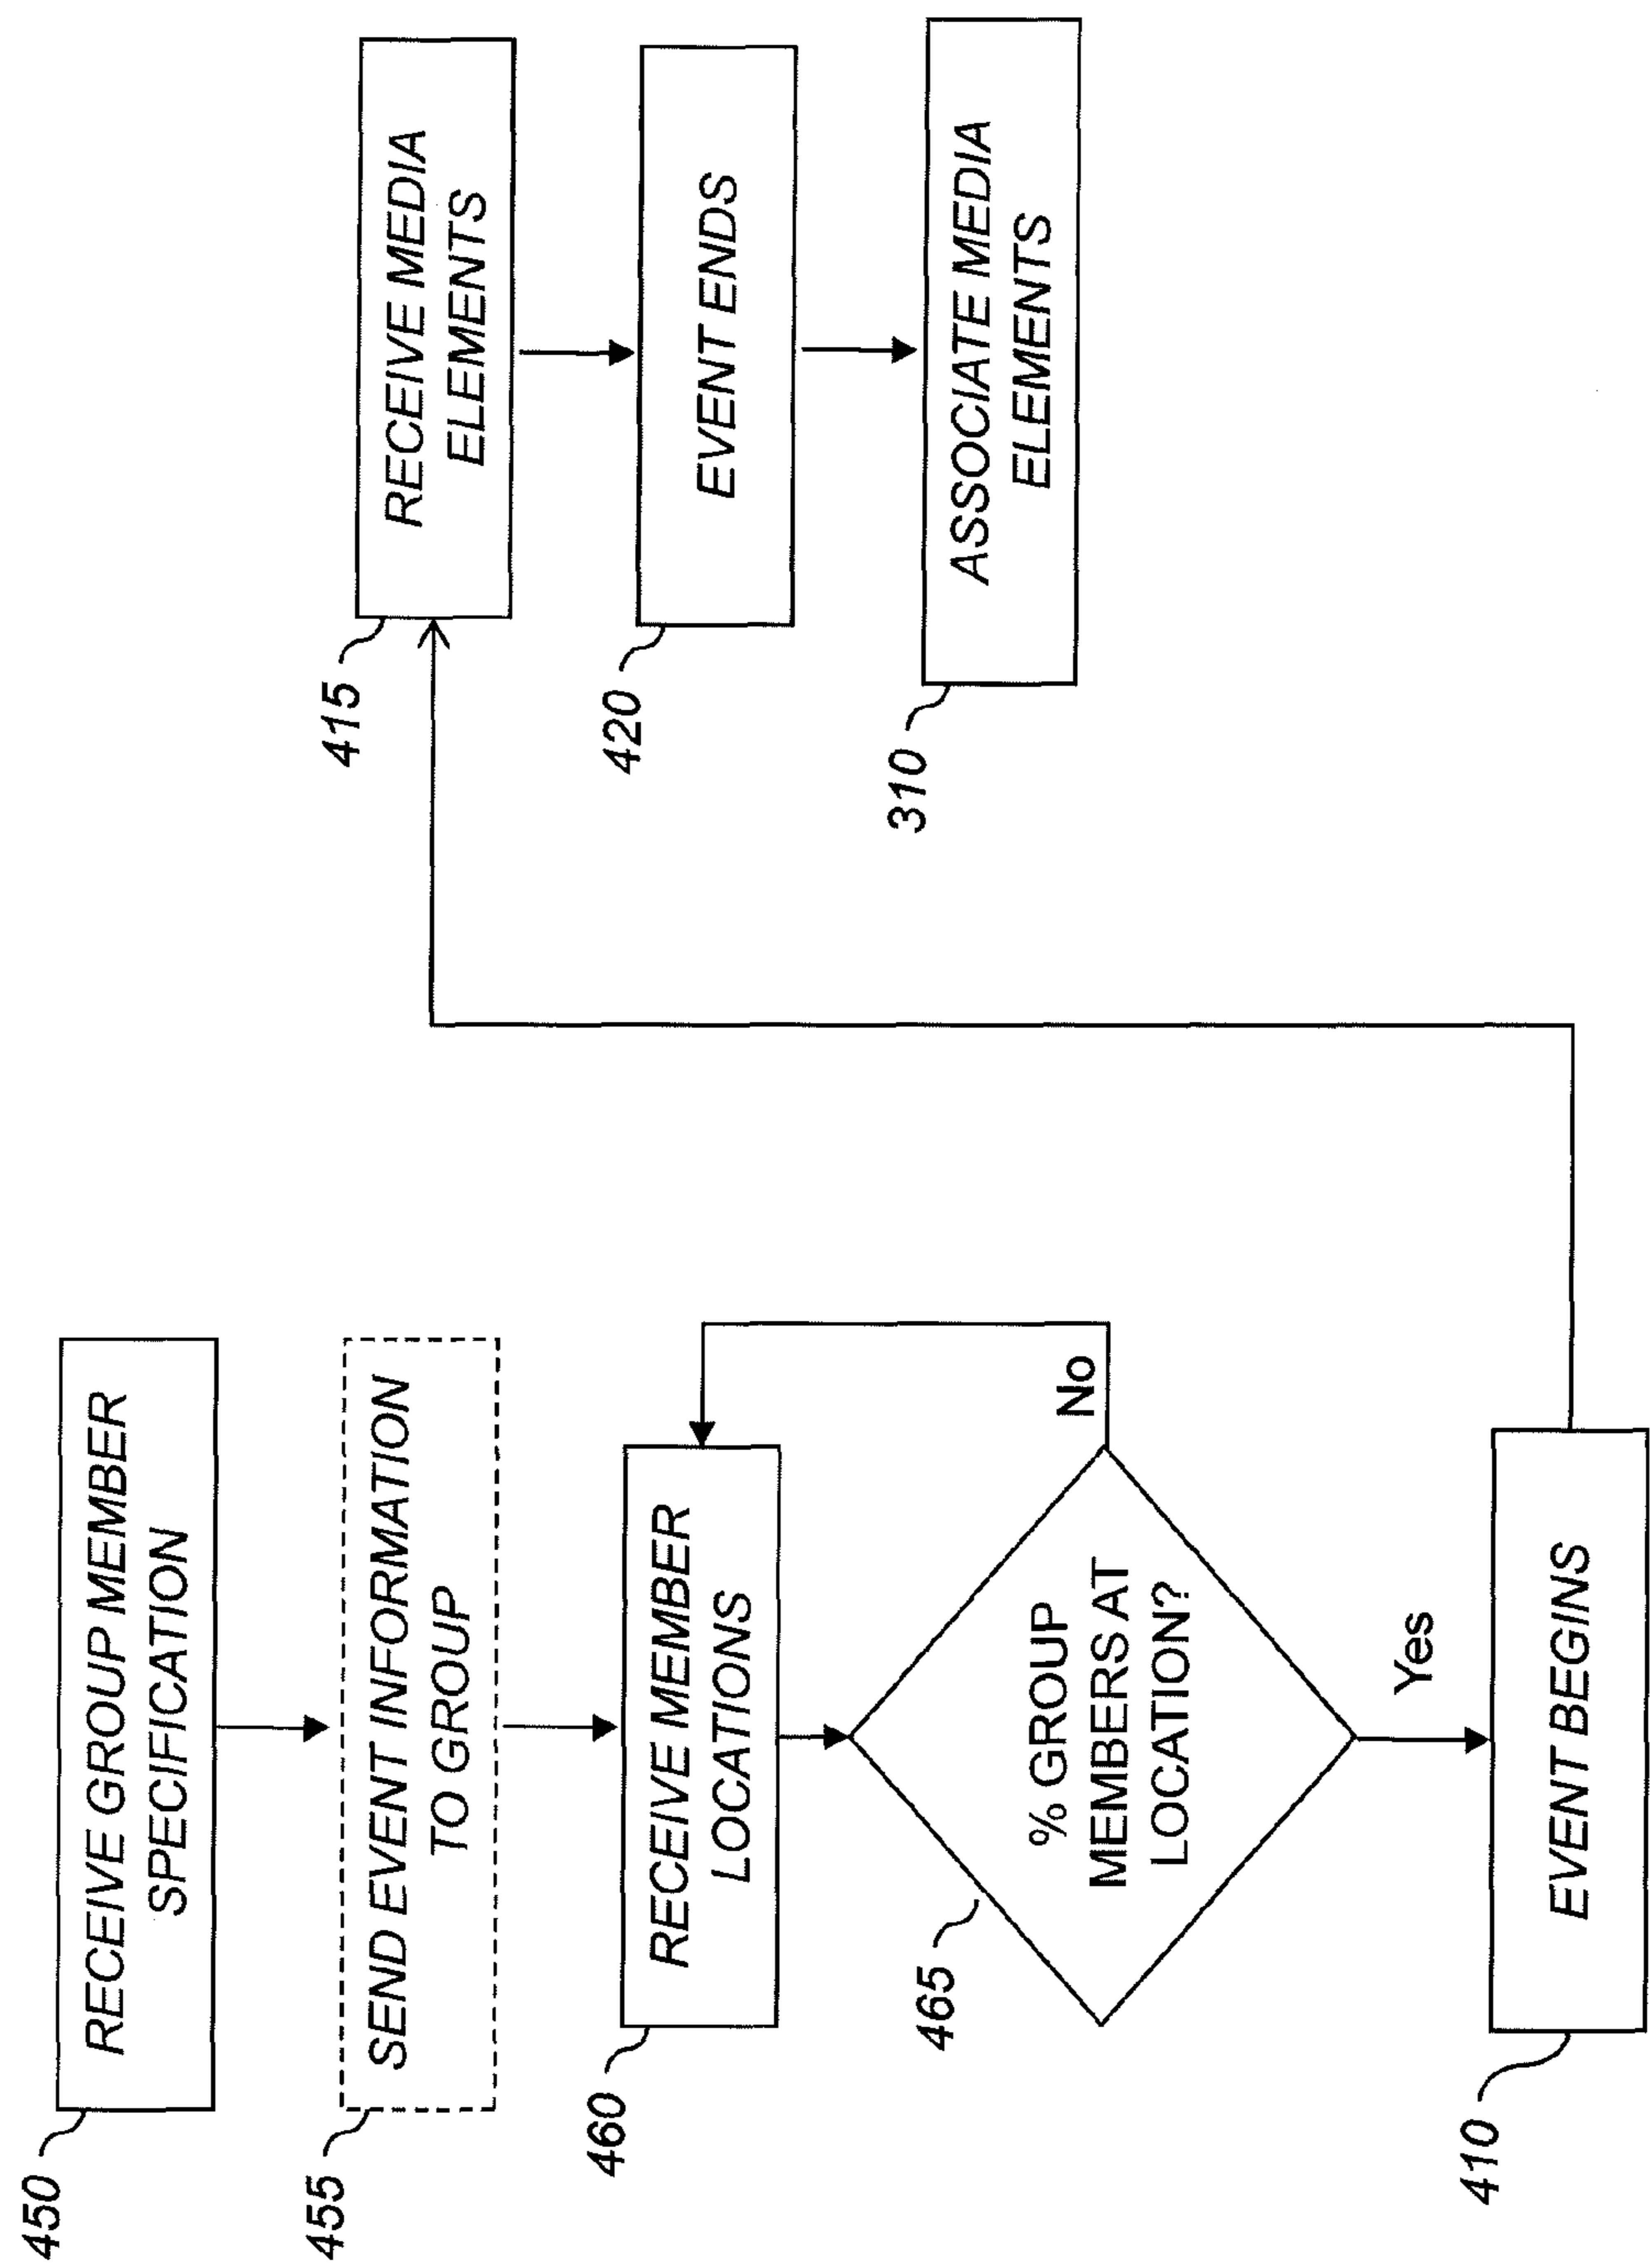 450
RECEIVE GROUP MEMBER
SPECIFICATION
455
SEND EVENT INFORMATION
TO GROUP
460
RECEIVE MEMBER
LOCATIONS
465
% GROUP
MEMBERS AT
LOCATION?
No
Yes
410
EVENT BEGINS
415
RECEIVE MEDIA
ELEMENTS
420
EVENT ENDS
310
ASSOCIATE MEDIA
ELEMENTS